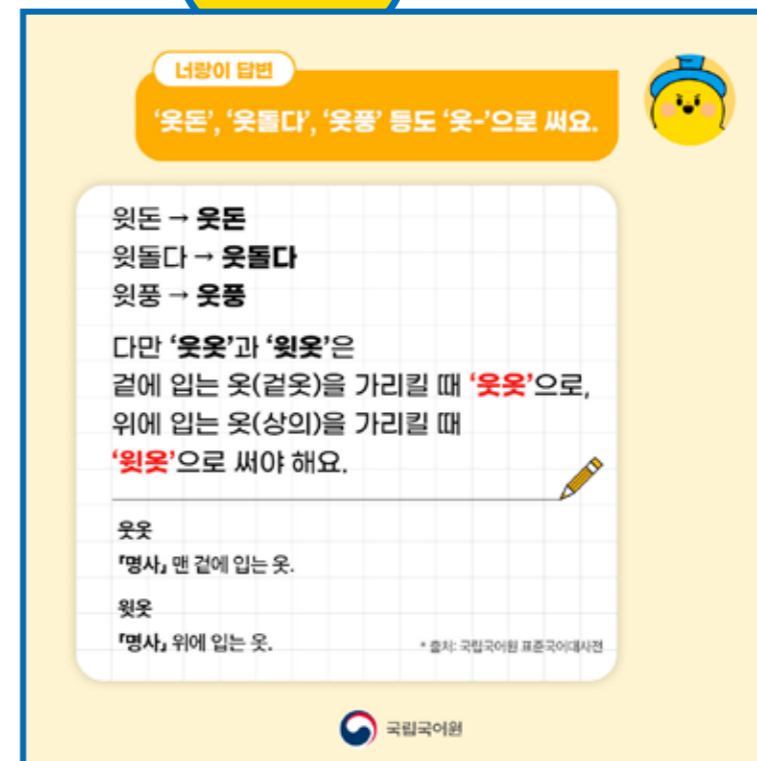 너랑이 답변
‘웃돈’, ‘웃돌다’, ‘웃풍’ 등도 ‘웃-’으로 써요.
윗돈 → 웃돈
윗돌다 → 웃돌다
윗풍 → 웃풍
다만 ‘웃옷’과 ‘윗옷’은
겉에 입는 옷(겉옷)을 가리킬 때 ‘웃옷’으로,
위에 입는 옷(상의)을 가리킬 때
‘윗옷’으로 써야 해요.
웃옷
「명사」 맨 겉에 입는 옷.
윗옷
「명사」 위에 입는 옷.
* 출처: 국립국어원 표준국어대사전
국립국어원